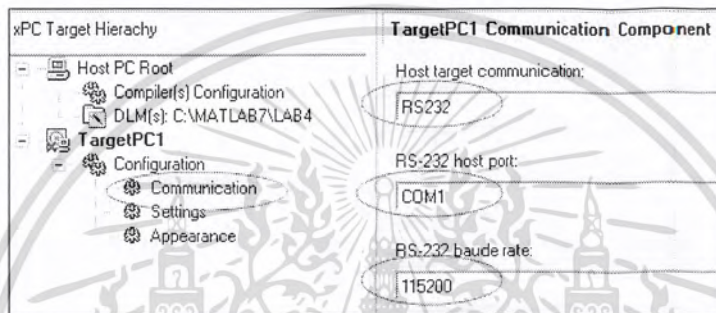 xPC Target Hierachy
Host PC Root
Compiler(s) Configuration
DLM(s): C:\MATLAB7\LAB4
TargetPC1
Configuration
Communication
Settings
Appearance
TargetPC1 Communication Component
Host target communication:
RS232
RS-232 host port:
COM1
RS-232 baude rate:
115200